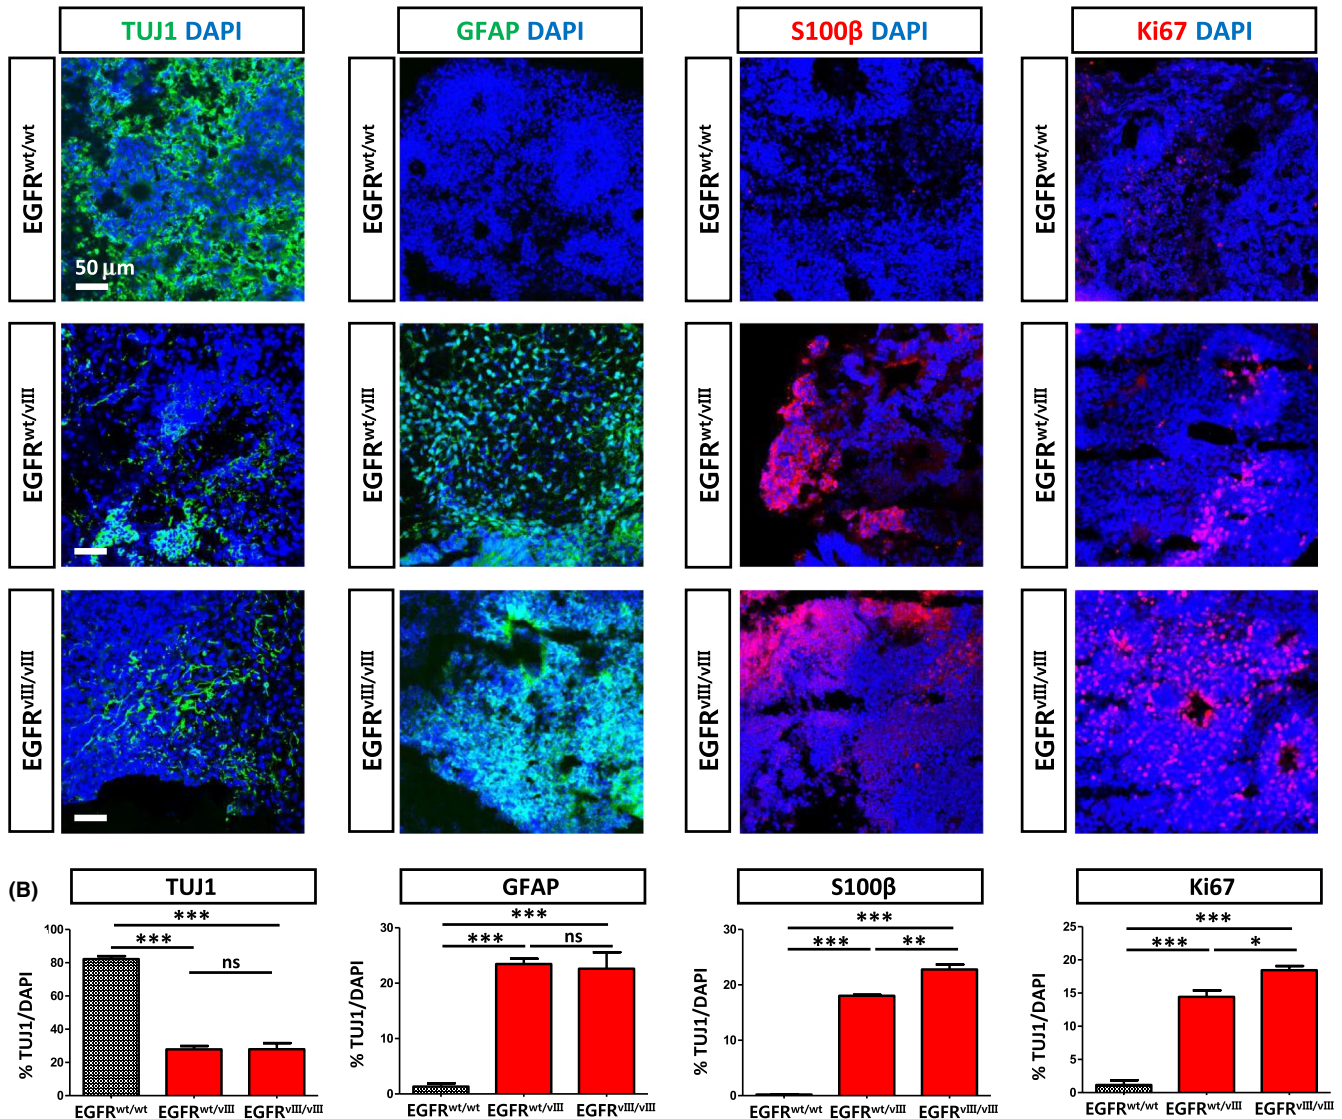 TUJ1 DAPI
GFAP DAPI
S100β DAPI
Ki67 DAPI
EGFRwt/wt
50 μm
EGFRwt/wt
EGFRwt/wt
EGFRwt/wt
EGFRwt/vIII
EGFRwt/vIII
EGFRwt/vIII
EGFRwt/vIII
EGFRvIII/vIII
EGFRvIII/vIII
EGFRvIII/vIII
EGFRvIII/vIII
(B)
TUJ1
% TUJ1/DAPI
100
80
60
40
20
0
***
***
ns
EGFRwt/wt EGFRwt/vIII EGFRvIII/vIII
GFAP
% TUJ1/DAPI
30
20
10
0
***
*** ns
EGFRwt/wt EGFRwt/vIII EGFRvIII/vIII
S100β
% TUJ1/DAPI
30
20
10
0
***
*** **
EGFRwt/wt EGFRwt/vIII EGFRvIII/vIII
Ki67
% TUJ1/DAPI
25
20
15
10
5
0
***
*** *
EGFRwt/wt EGFRwt/vIII EGFRvIII/vIII